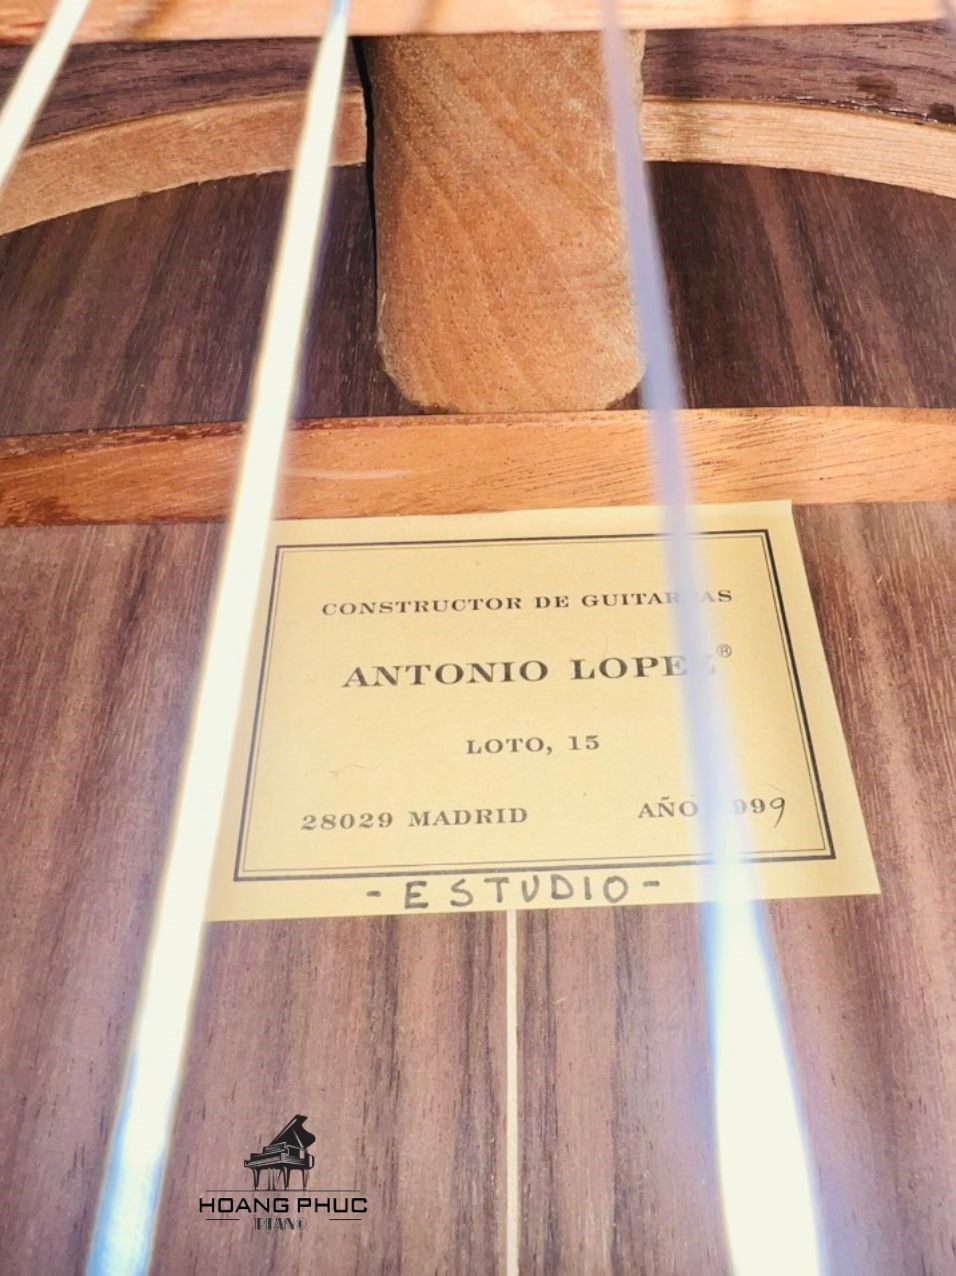 CONSTRUCTOR DE GUITARRAS
ANTONIO LOPEZ®
LOTO, 15
28029 MADRID AÑO 1999
- ESTUDIO -
HOANG PHUC
PIANO